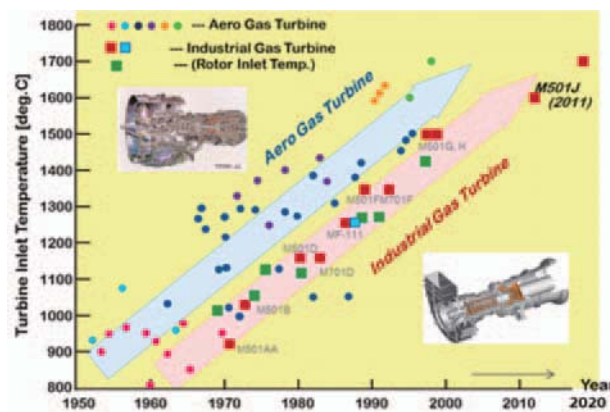 1800
1700
1600
1500
1400
1300
1200
1100
1000
900
800
Turbine Inlet Temperature [deg.C]
--- Aero Gas Turbine
--- Industrial Gas Turbine
--- (Rotor Inlet Temp.)
Aero Gas Turbine
Industrial Gas Turbine
M501J
(2011)
M501G, H
M501FM701F
MF-111
M501D
M701D
M501B
M501AA
1950 1960 1970 1980 1990 2000 2010 2020
Year